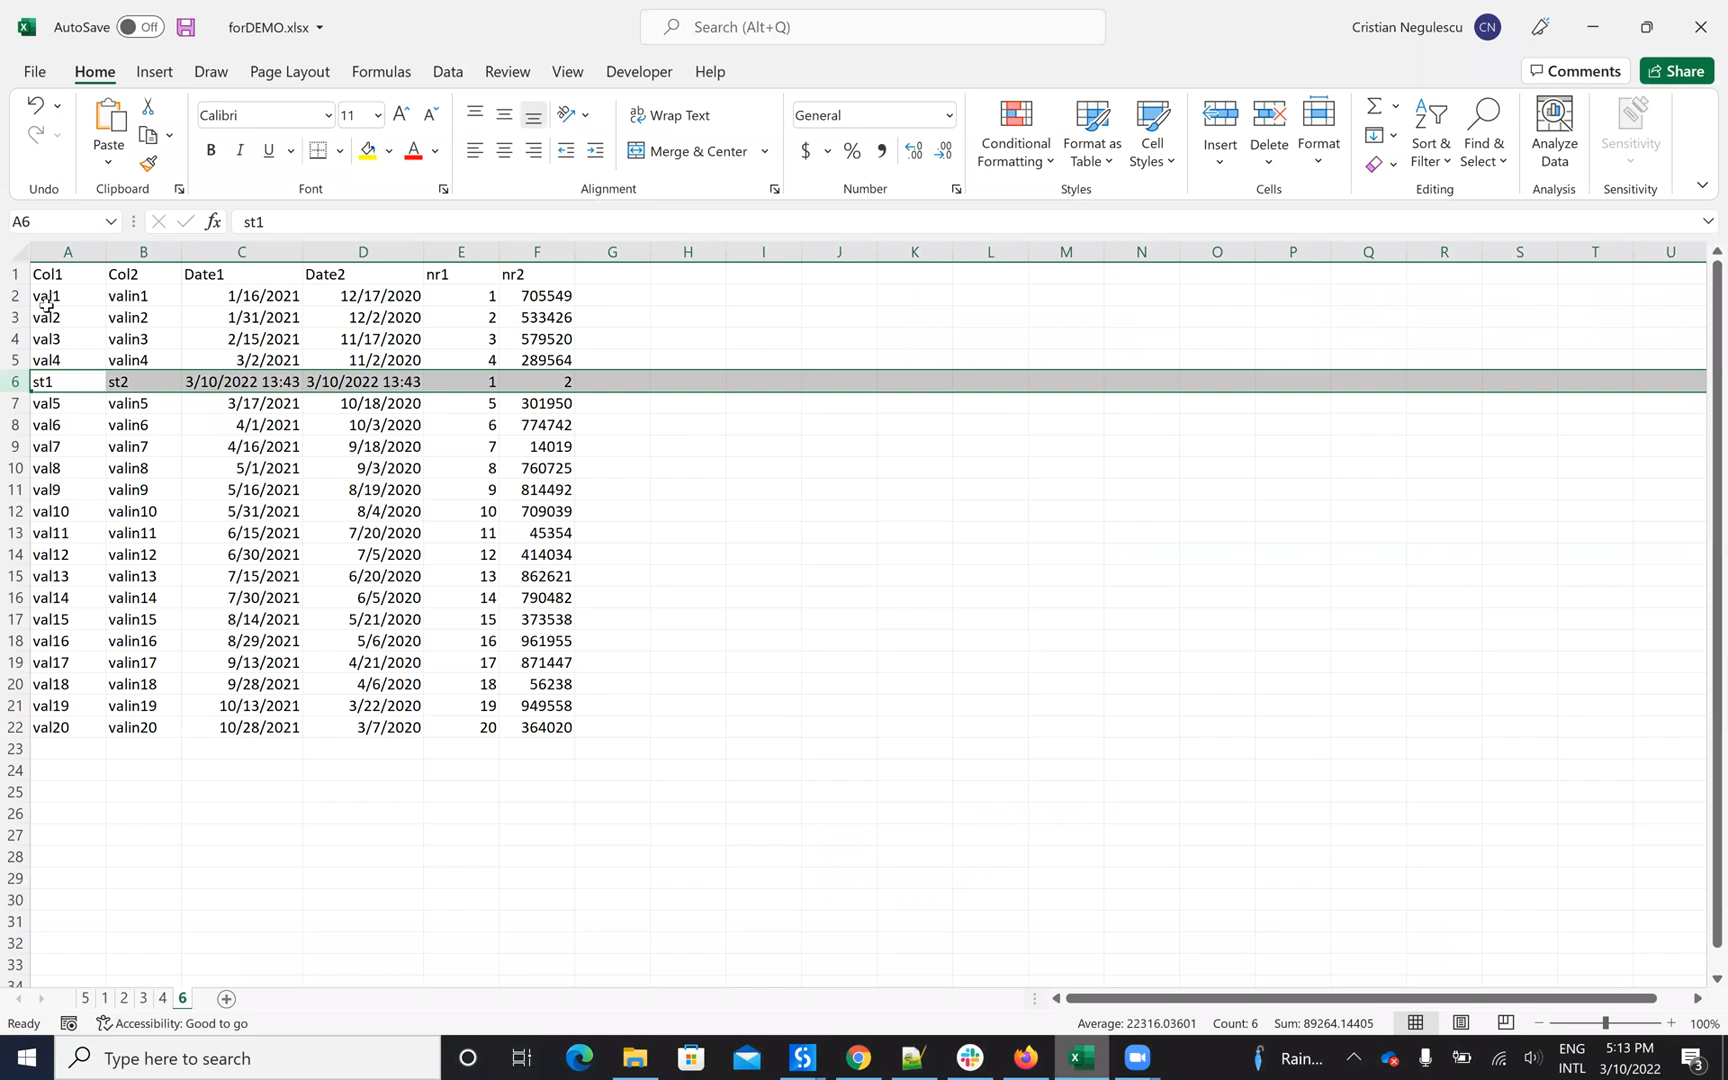 AutoSave Off forDEMO.xlsx Search (Alt+Q) Cristian Negulescu CN
File Home Insert Draw Page Layout Formulas Data Review View Developer Help Comments Share
Calibri 11 Wrap Text General
Paste B I U Merge & Center $ % Conditional Formatting Format as Table Cell Styles Insert Delete Format Sort & Filter Find & Select Analyze Data Sensitivity
Undo Clipboard Font Alignment Number Styles Cells Editing Analysis Sensitivity
A6 fx st1
A B C D E F G H I J K L M N O P Q R S T U
1 Col1 Col2 Date1 Date2 nr1 nr2
2 val1 valin1 1/16/2021 12/17/2020 1 705549
3 val2 valin2 1/31/2021 12/2/2020 2 533426
4 val3 valin3 2/15/2021 11/17/2020 3 579520
5 val4 valin4 3/2/2021 11/2/2020 4 289564
6 st1 st2 3/10/2022 13:43 3/10/2022 13:43 1 2
7 val5 valin5 3/17/2021 10/18/2020 5 301950
8 val6 valin6 4/1/2021 10/3/2020 6 774742
9 val7 valin7 4/16/2021 9/18/2020 7 14019
10 val8 valin8 5/1/2021 9/3/2020 8 760725
11 val9 valin9 5/16/2021 8/19/2020 9 814492
12 val10 valin10 5/31/2021 8/4/2020 10 709039
13 val11 valin11 6/15/2021 7/20/2020 11 45354
14 val12 valin12 6/30/2021 7/5/2020 12 414034
15 val13 valin13 7/15/2021 6/20/2020 13 862621
16 val14 valin14 7/30/2021 6/5/2020 14 790482
17 val15 valin15 8/14/2021 5/21/2020 15 373538
18 val16 valin16 8/29/2021 5/6/2020 16 961955
19 val17 valin17 9/13/2021 4/21/2020 17 871447
20 val18 valin18 9/28/2021 4/6/2020 18 56238
21 val19 valin19 10/13/2021 3/22/2020 19 949558
22 val20 valin20 10/28/2021 3/7/2020 20 364020
23
24
25
26
27
28
29
30
31
32
33
34
5 1 2 3 4 6
Ready Accessibility: Good to go Average: 22316.03601 Count: 6 Sum: 89264.14405 100%
Type here to search Rain... ENG INTL 5:13 PM 3/10/2022 3